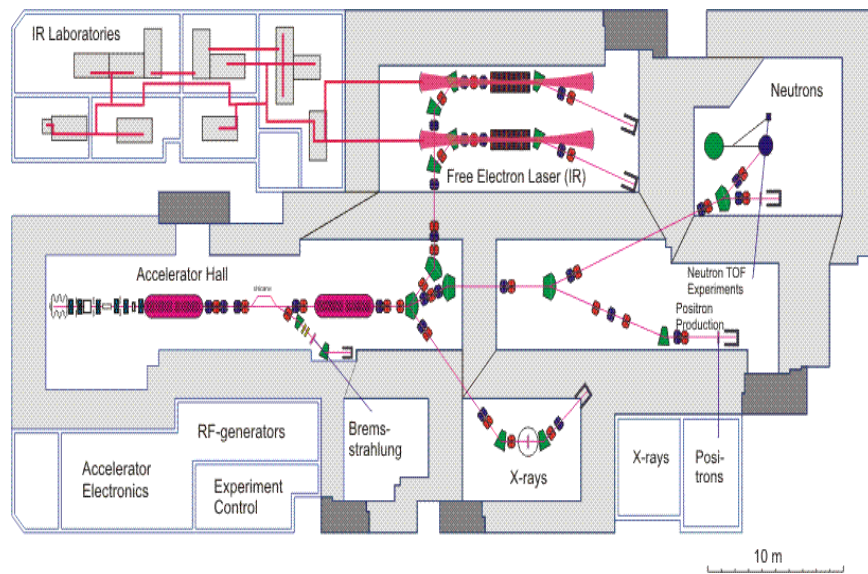 IR Laboratories
Neutrons
Free Electron Laser (IR)
Accelerator Hall
chicane
Neutron TOF
Experiments
Positron
Production
RF-generators
Accelerator
Electronics
Experiment
Control
Brems-
strahlung
X-rays
X-rays
Posi-
trons
10 m